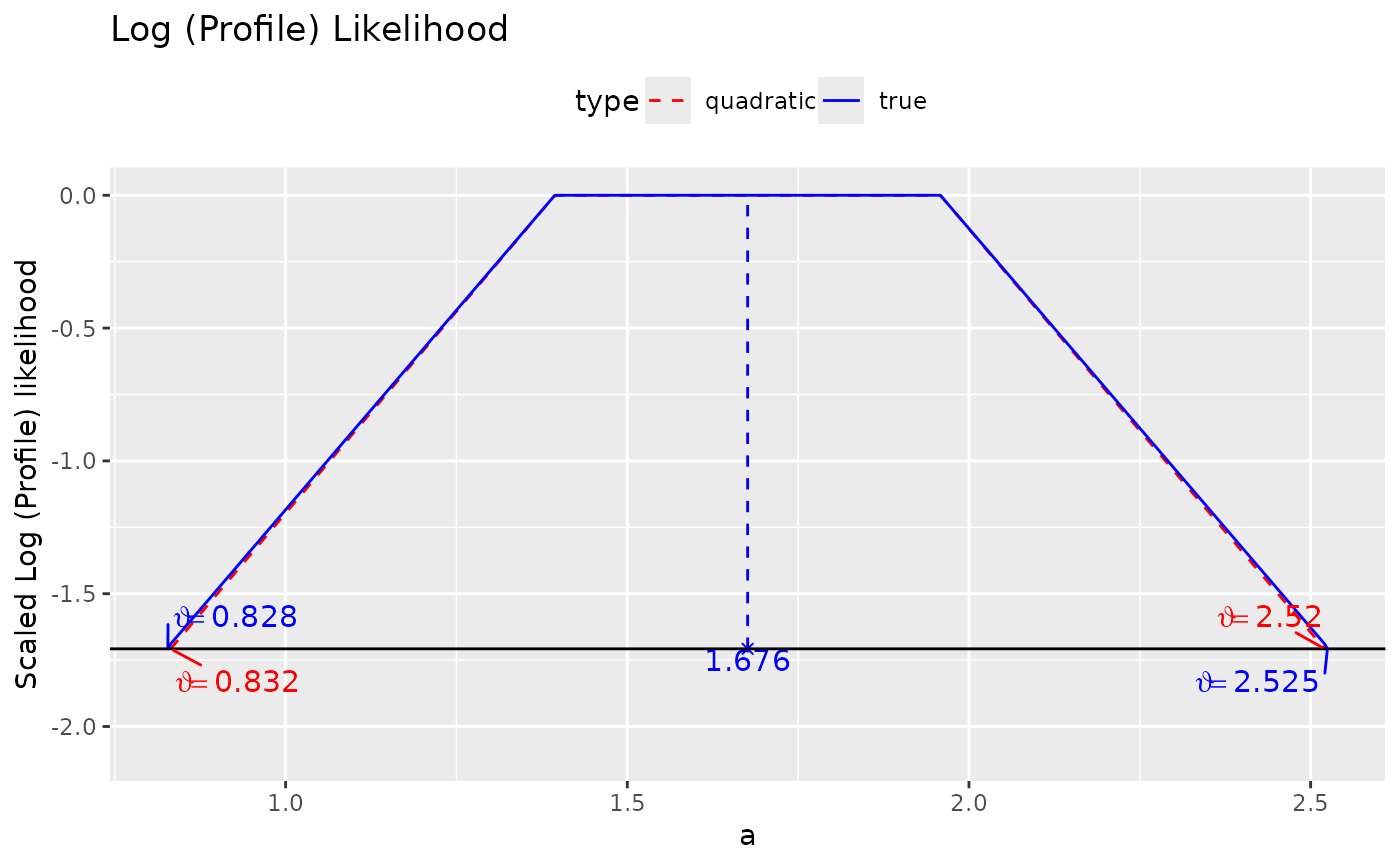 Log (Profile) Likelihood
type quadratic true
Scaled Log (Profile) likelihood
0.0
-0.5
-1.0
-1.5
-2.0
ϑ=0.828
ϑ=2.52
1.676
ϑ=0.832
ϑ=2.525
1.0 1.5 2.0 2.5
a